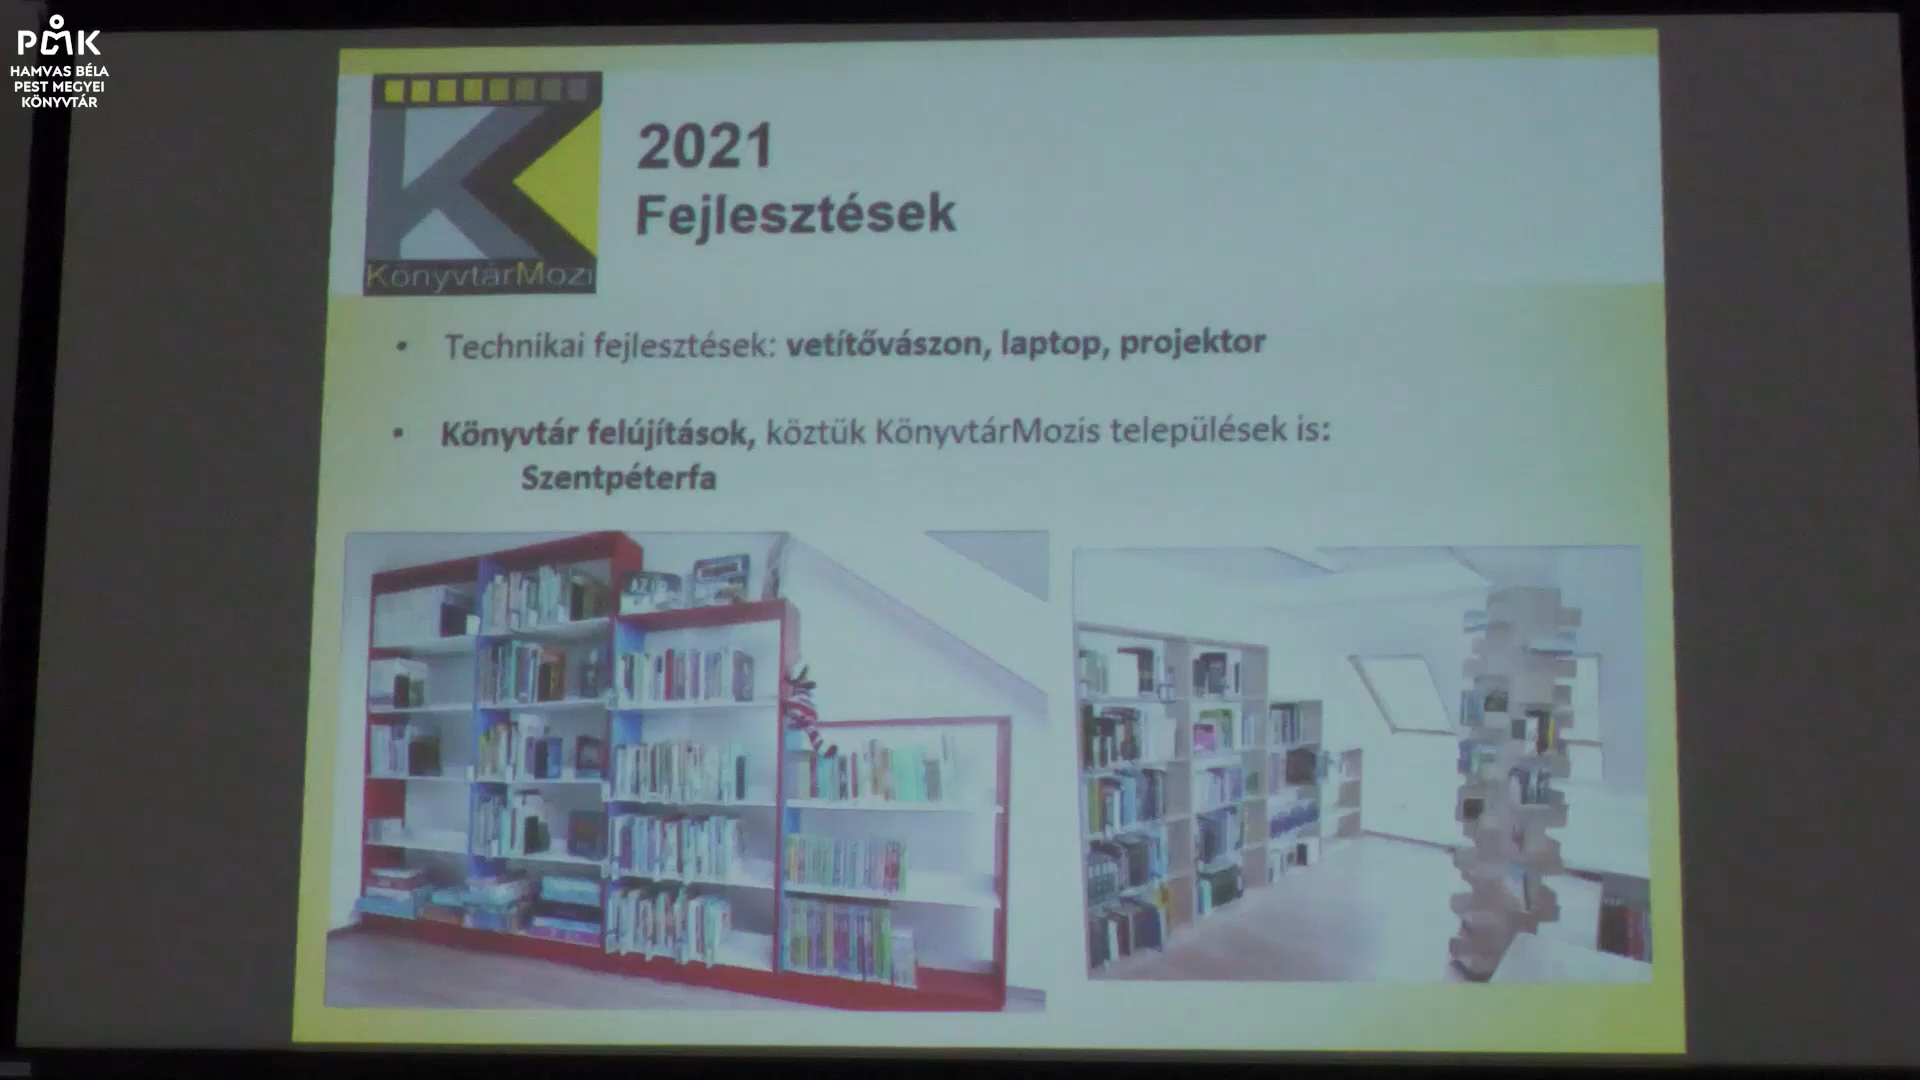 PMK
HAMVAS BÉLA
PEST MEGYEI
KÖNYVTÁR
2021
Fejlesztések
KönyvtárMozi
• Technikai fejlesztések: vetítővászon, laptop, projektor
• Könyvtár felújítások, köztük KönyvtárMozis települések is:
Szentpéterfa